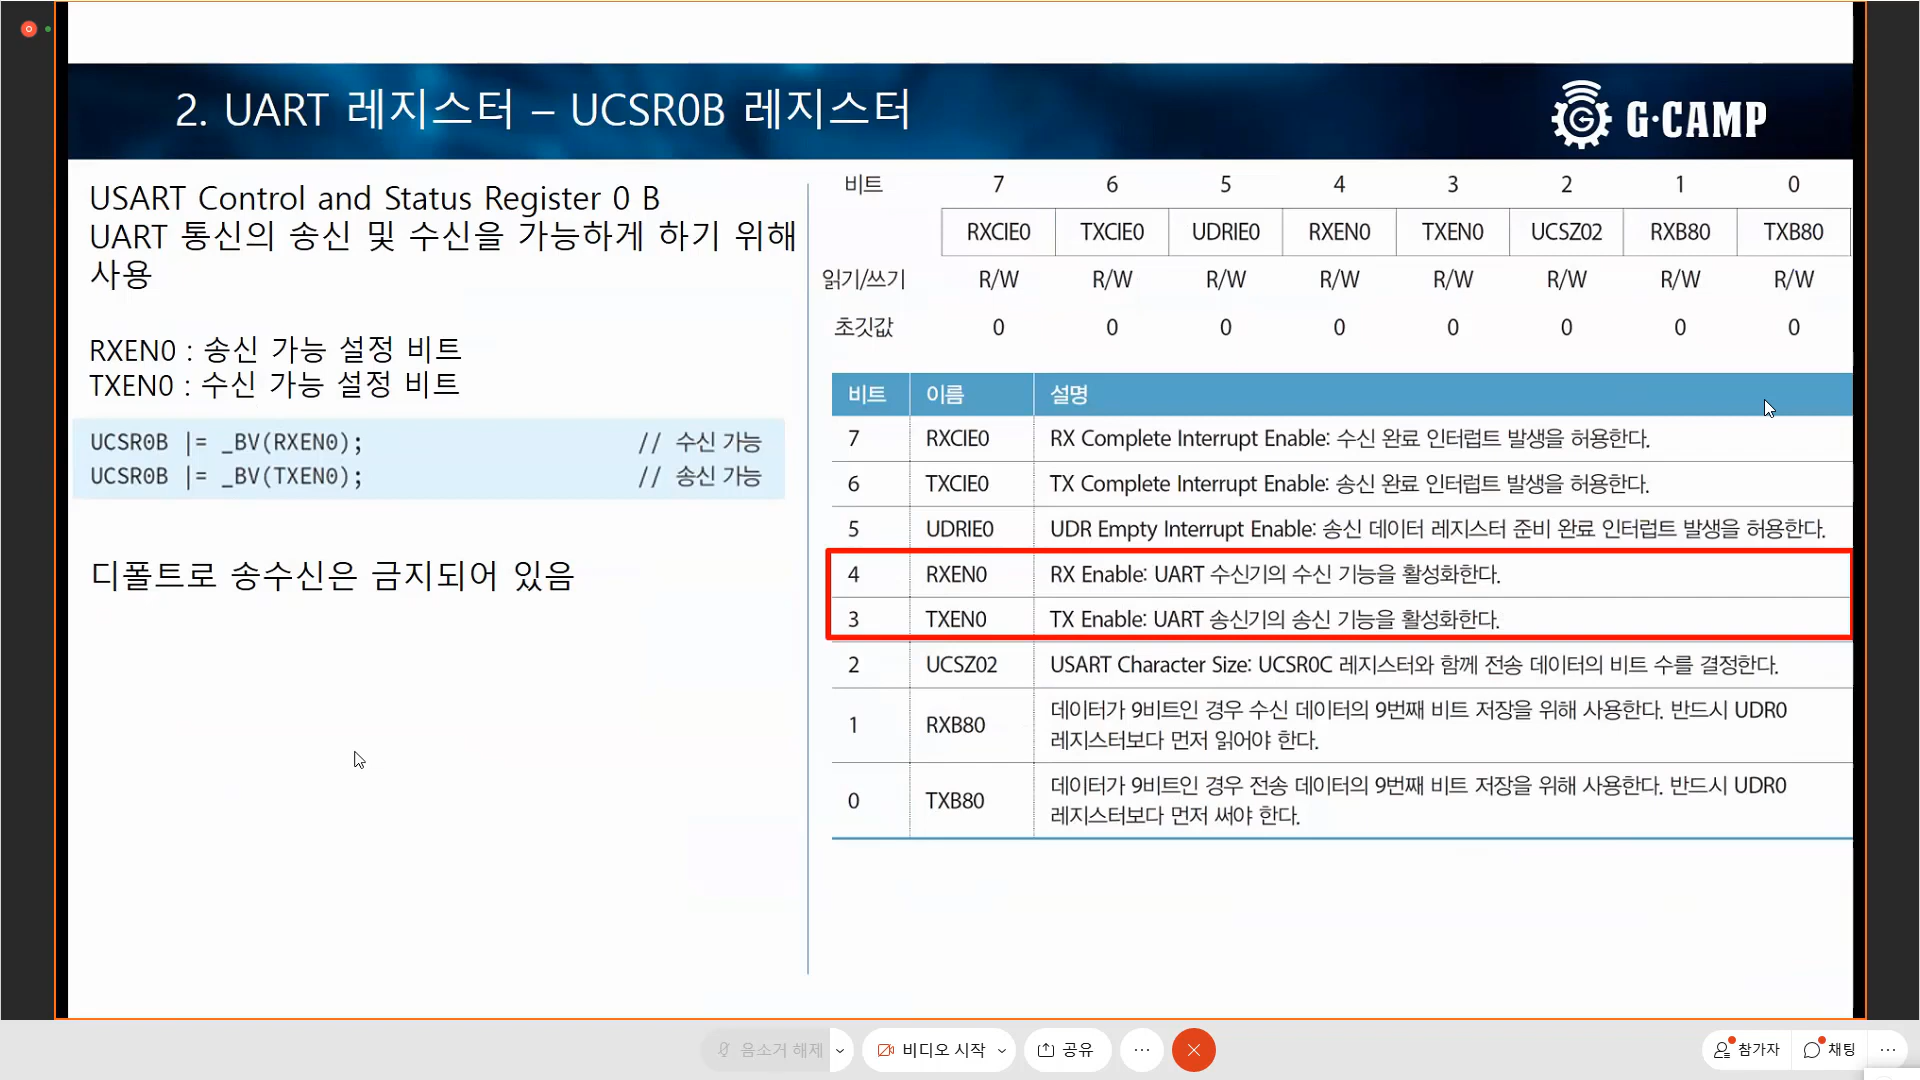 2. UART 레지스터 – UCSR0B 레지스터
G·CAMP
USART Control and Status Register 0 B
UART 통신의 송신 및 수신을 가능하게 하기 위해
사용
RXEN0 : 송신 가능 설정 비트
TXEN0 : 수신 가능 설정 비트
UCSR0B |= _BV(RXEN0); // 수신 가능
UCSR0B |= _BV(TXEN0); // 송신 가능
디폴트로 송수신은 금지되어 있음
비트 7 6 5 4 3 2 1 0
RXCIE0 TXCIE0 UDRIE0 RXEN0 TXEN0 UCSZ02 RXB80 TXB80
읽기/쓰기 R/W R/W R/W R/W R/W R/W R/W R/W
초깃값 0 0 0 0 0 0 0 0
비트 이름 설명
7 RXCIE0 RX Complete Interrupt Enable: 수신 완료 인터럽트 발생을 허용한다.
6 TXCIE0 TX Complete Interrupt Enable: 송신 완료 인터럽트 발생을 허용한다.
5 UDRIE0 UDR Empty Interrupt Enable: 송신 데이터 레지스터 준비 완료 인터럽트 발생을 허용한다.
4 RXEN0 RX Enable: UART 수신기의 수신 기능을 활성화한다.
3 TXEN0 TX Enable: UART 송신기의 송신 기능을 활성화한다.
2 UCSZ02 USART Character Size: UCSR0C 레지스터와 함께 전송 데이터의 비트 수를 결정한다.
1 RXB80 데이터가 9비트인 경우 수신 데이터의 9번째 비트 저장을 위해 사용한다. 반드시 UDR0
레지스터보다 먼저 읽어야 한다.
0 TXB80 데이터가 9비트인 경우 전송 데이터의 9번째 비트 저장을 위해 사용한다. 반드시 UDR0
레지스터보다 먼저 써야 한다.
음소거 해제 비디오 시작 공유 참가자 채팅